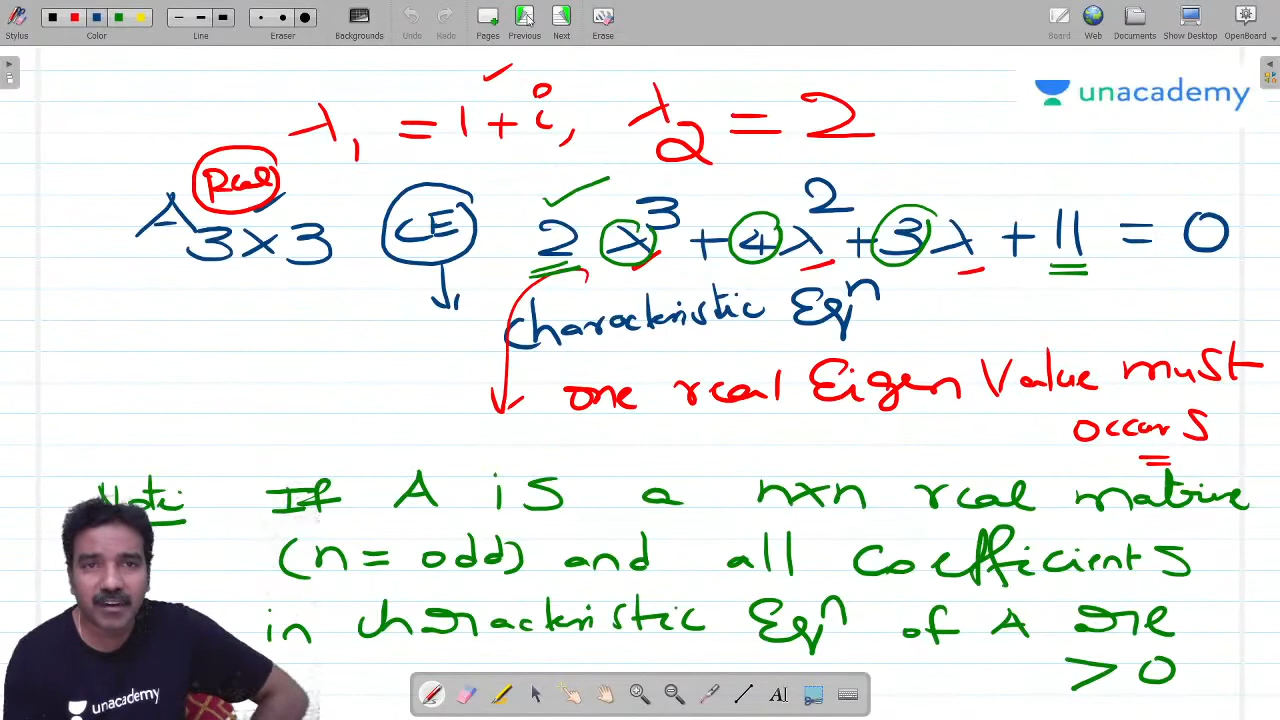 Stylus Color Line Eraser Backgrounds Undo Redo Pages Previous Next Erase Board Web Documents Show Desktop OpenBoard
unacademy
λ1 = 1 + i, λ2 = 2
Real
A3×3 CE 2λ³ + 4λ² + 3λ + 11 = 0
characteristic Eqⁿ
one real Eigen Value must
occurs
Note: If A is a n×n real matrix
(n = odd) and all coefficients
in characteristic Eqⁿ of A are
> 0
unacademy